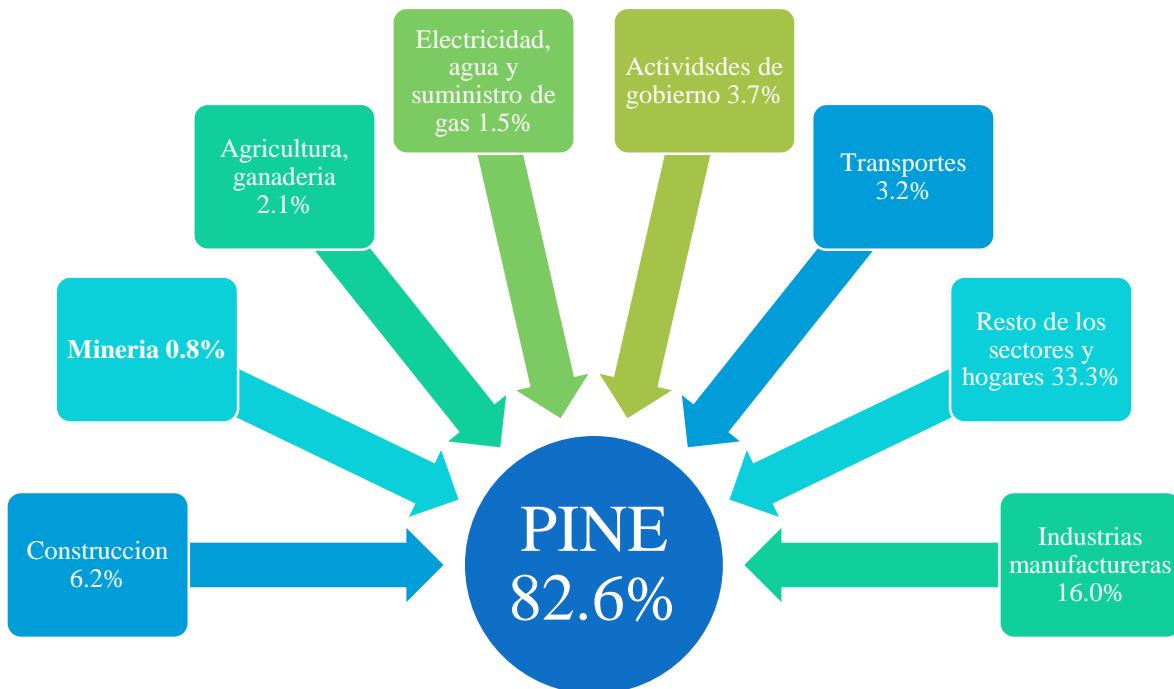 Electricidad,
agua y
suministro de
gas 1.5%
Actividsdes de
gobierno 3.7%
Agricultura,
ganaderia
2.1%
Transportes
3.2%
Mineria 0.8%
Resto de los
sectores y
hogares 33.3%
Construccion
6.2%
PINE
82.6%
Industrias
manufactureras
16.0%